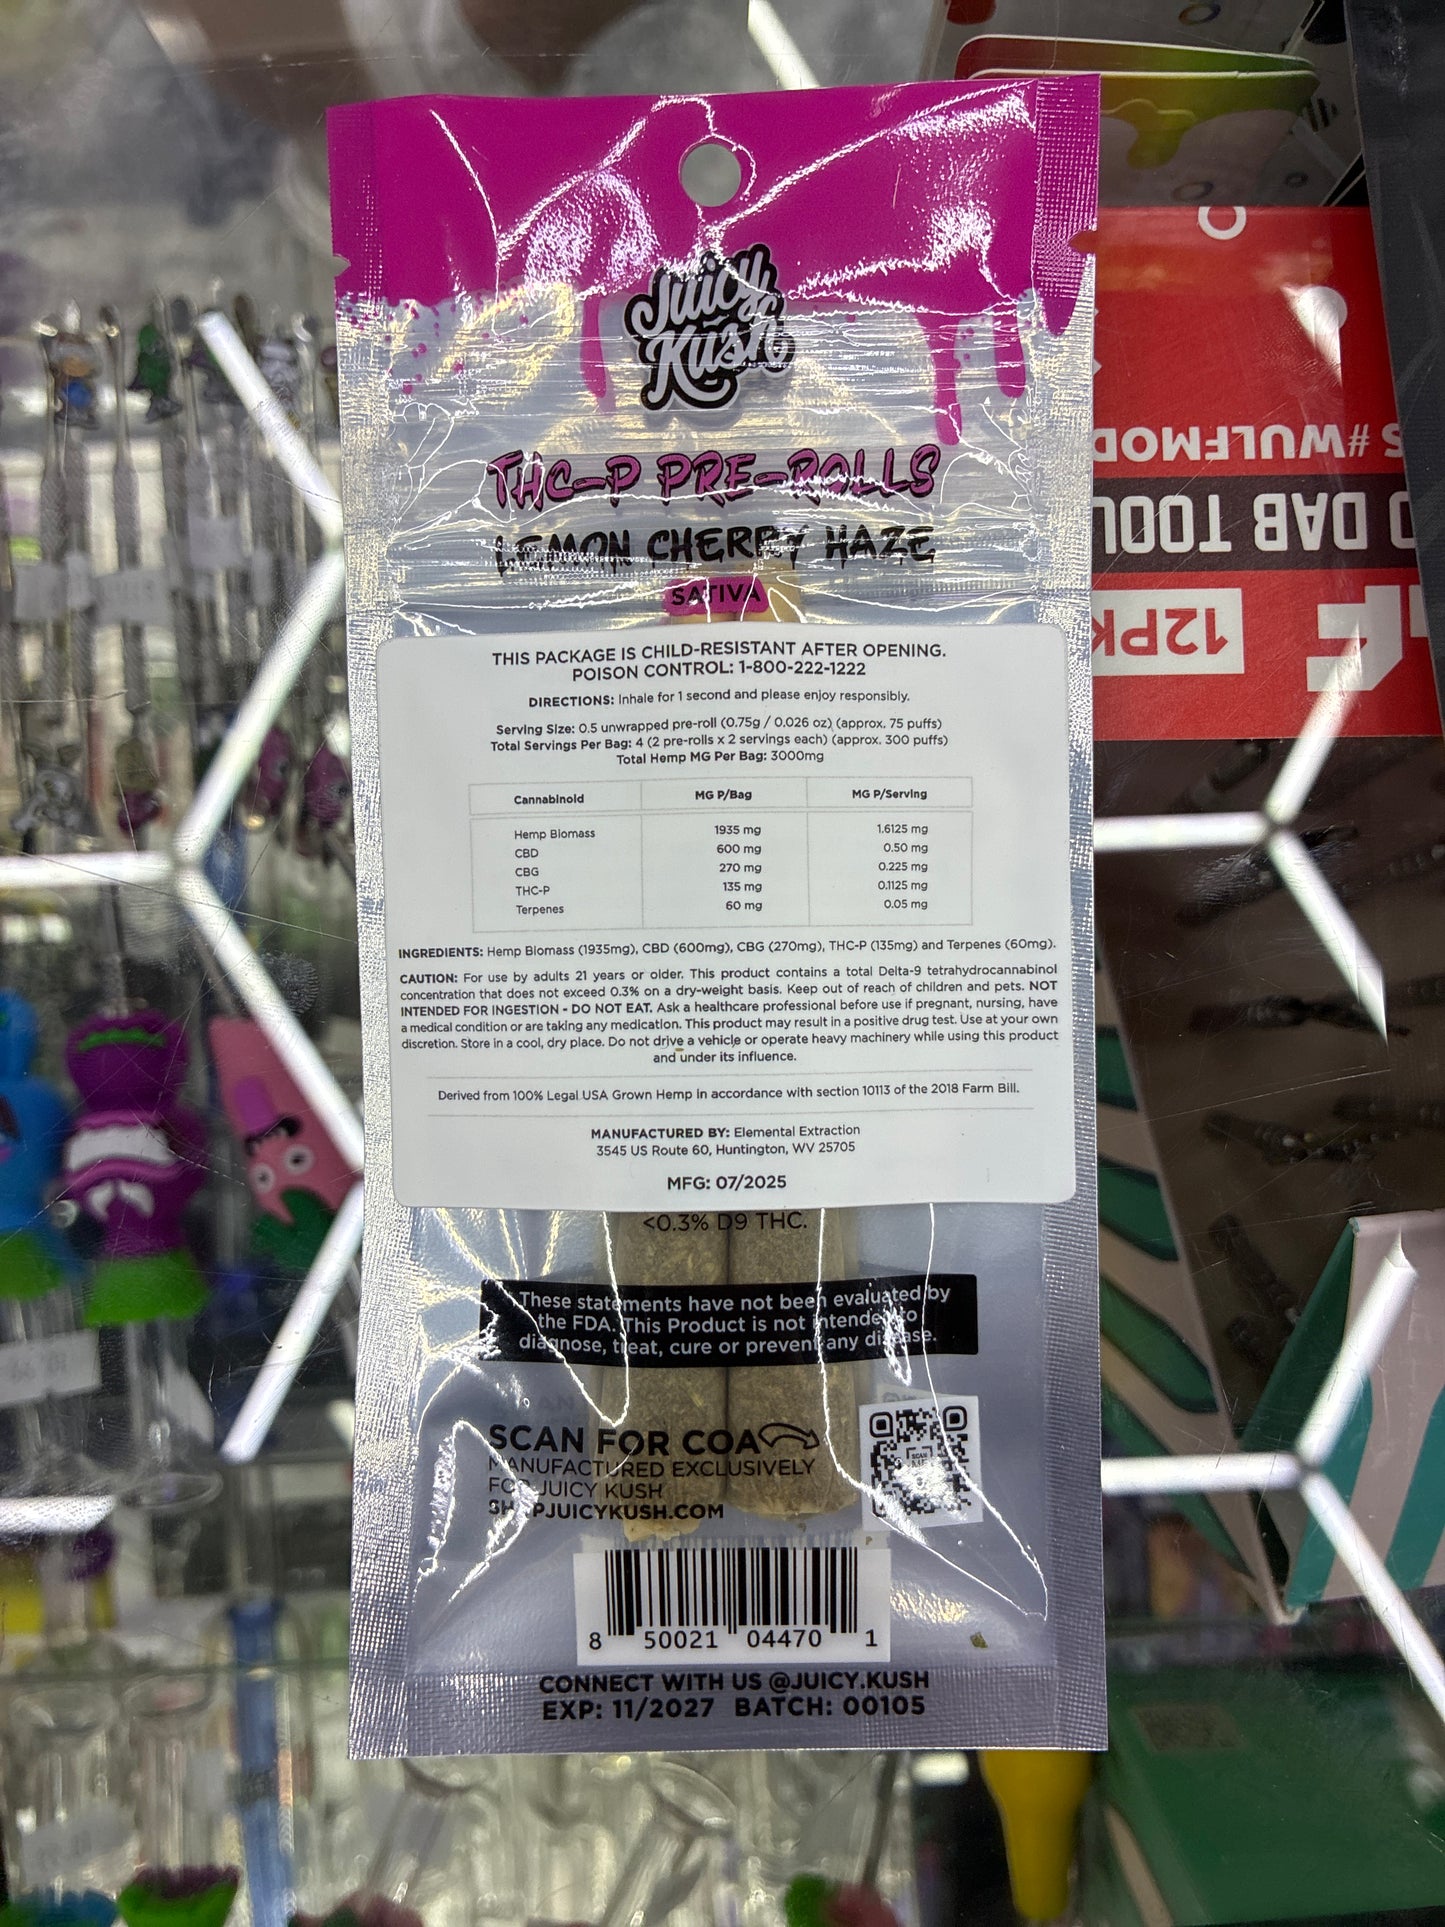 Juicy
Kush
THC-P PRE-ROLLS
LEMON CHERRY HAZE
SATIVA
THIS PACKAGE IS CHILD-RESISTANT AFTER OPENING.
POISON CONTROL: 1-800-222-1222
DIRECTIONS: Inhale for 1 second and please enjoy responsibly.
Serving Size: 0.5 unwrapped pre-roll (0.75g / 0.026 oz) (approx. 75 puffs)
Total Servings Per Bag: 4 (2 pre-rolls x 2 servings each) (approx. 300 puffs)
Total Hemp MG Per Bag: 3000mg
Cannabinoid MG P/Bag MG P/Serving
Hemp Biomass 1935 mg 1.6125 mg
CBD 600 mg 0.50 mg
CBG 270 mg 0.225 mg
THC-P 135 mg 0.1125 mg
Terpenes 60 mg 0.05 mg
INGREDIENTS: Hemp Biomass (1935mg), CBD (600mg), CBG (270mg), THC-P (135mg) and Terpenes (60mg).
CAUTION: For use by adults 21 years or older. This product contains a total Delta-9 tetrahydrocannabinol
concentration that does not exceed 0.3% on a dry-weight basis. Keep out of reach of children and pets. NOT
INTENDED FOR INGESTION - DO NOT EAT. Ask a healthcare professional before use if pregnant, nursing, have
a medical condition or are taking any medication. This product may result in a positive drug test. Use at your own
discretion. Store in a cool, dry place. Do not drive a vehicle or operate heavy machinery while using this product
and under its influence.
Derived from 100% Legal USA Grown Hemp in accordance with section 10113 of the 2018 Farm Bill.
MANUFACTURED BY: Elemental Extraction
3545 US Route 60, Huntington, WV 25705
MFG: 07/2025
<0.3% D9 THC.
These statements have not been evaluated by
the FDA. This Product is not intended to
diagnose, treat, cure or prevent any disease.
SCAN FOR COA
MANUFACTURED EXCLUSIVELY
FOR JUICY KUSH
SHOPJUICYKUSH.COM
SCAN
ME
8 50021 04470 1
CONNECT WITH US @JUICY.KUSH
EXP: 11/2027 BATCH: 00105
#WULFMOD
DAB TOOL
12PK